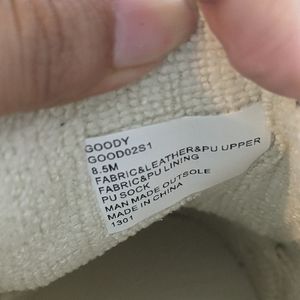 GOODY
GOOD02S1
8.5M
FABRIC&LEATHER&PU UPPER
FABRIC&PU LINING
PU SOCK
MAN MADE OUTSOLE
MADE IN CHINA
1301